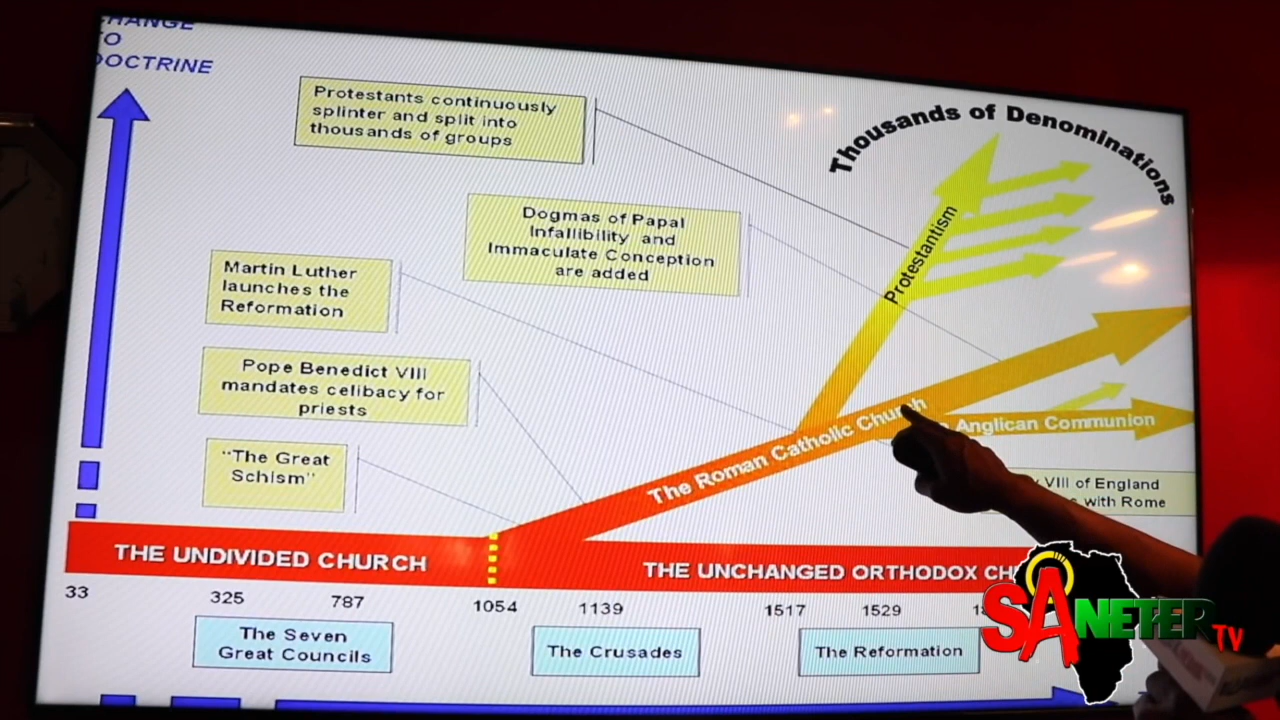 TO
DOCTRINE
Protestants continuously
splinter and split into
thousands of groups
Thousands of Denominations
Dogmas of Papal
Infallibility and
Immaculate Conception
are added
Protestantism
Martin Luther
launches the
Reformation
Pope Benedict VIII
mandates celibacy for
priests
"The Great
Schism"
The Roman Catholic Church
Anglican Communion
VIII of England
with Rome
THE UNDIVIDED CHURCH
THE UNCHANGED ORTHODOX
33
325
787
1054
1139
1517
1529
The Seven
Great Councils
The Crusades
The Reformation
SANETER TV